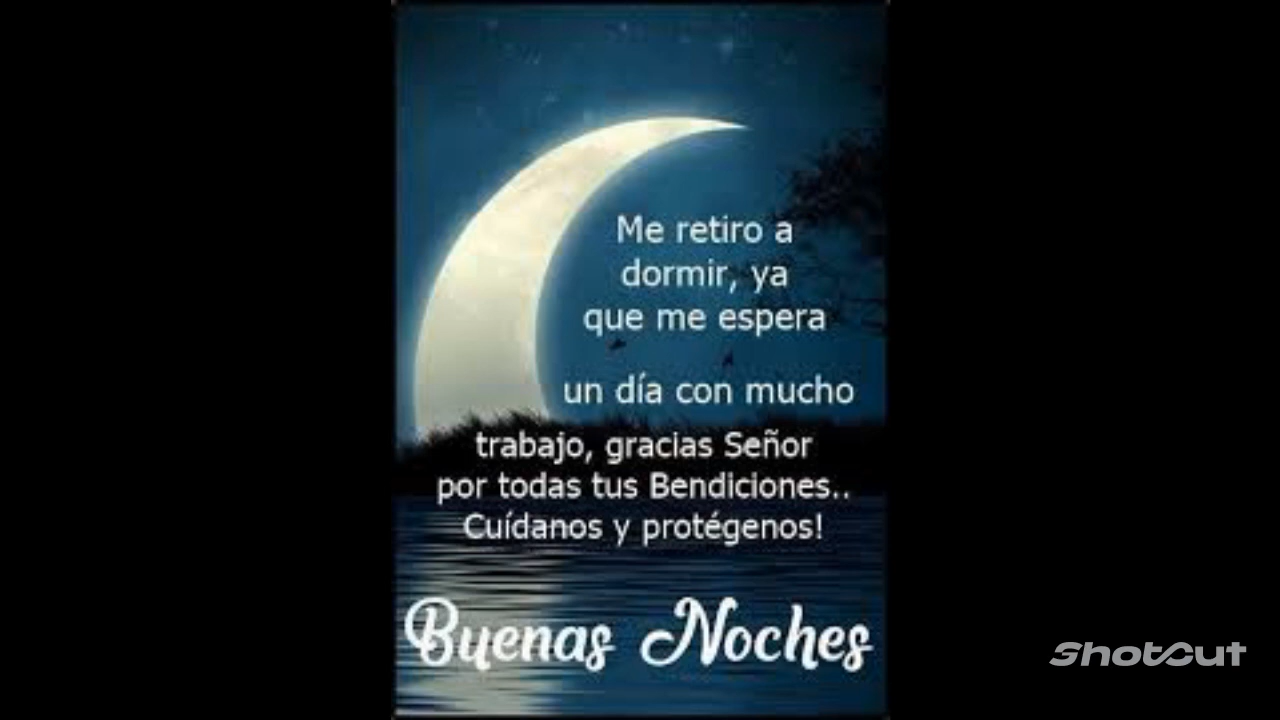 Me retiro a
dormir, ya
que me espera
un día con mucho
trabajo, gracias Señor
por todas tus Bendiciones..
Cuídanos y protégenos!
Buenas Noches
Shotcut